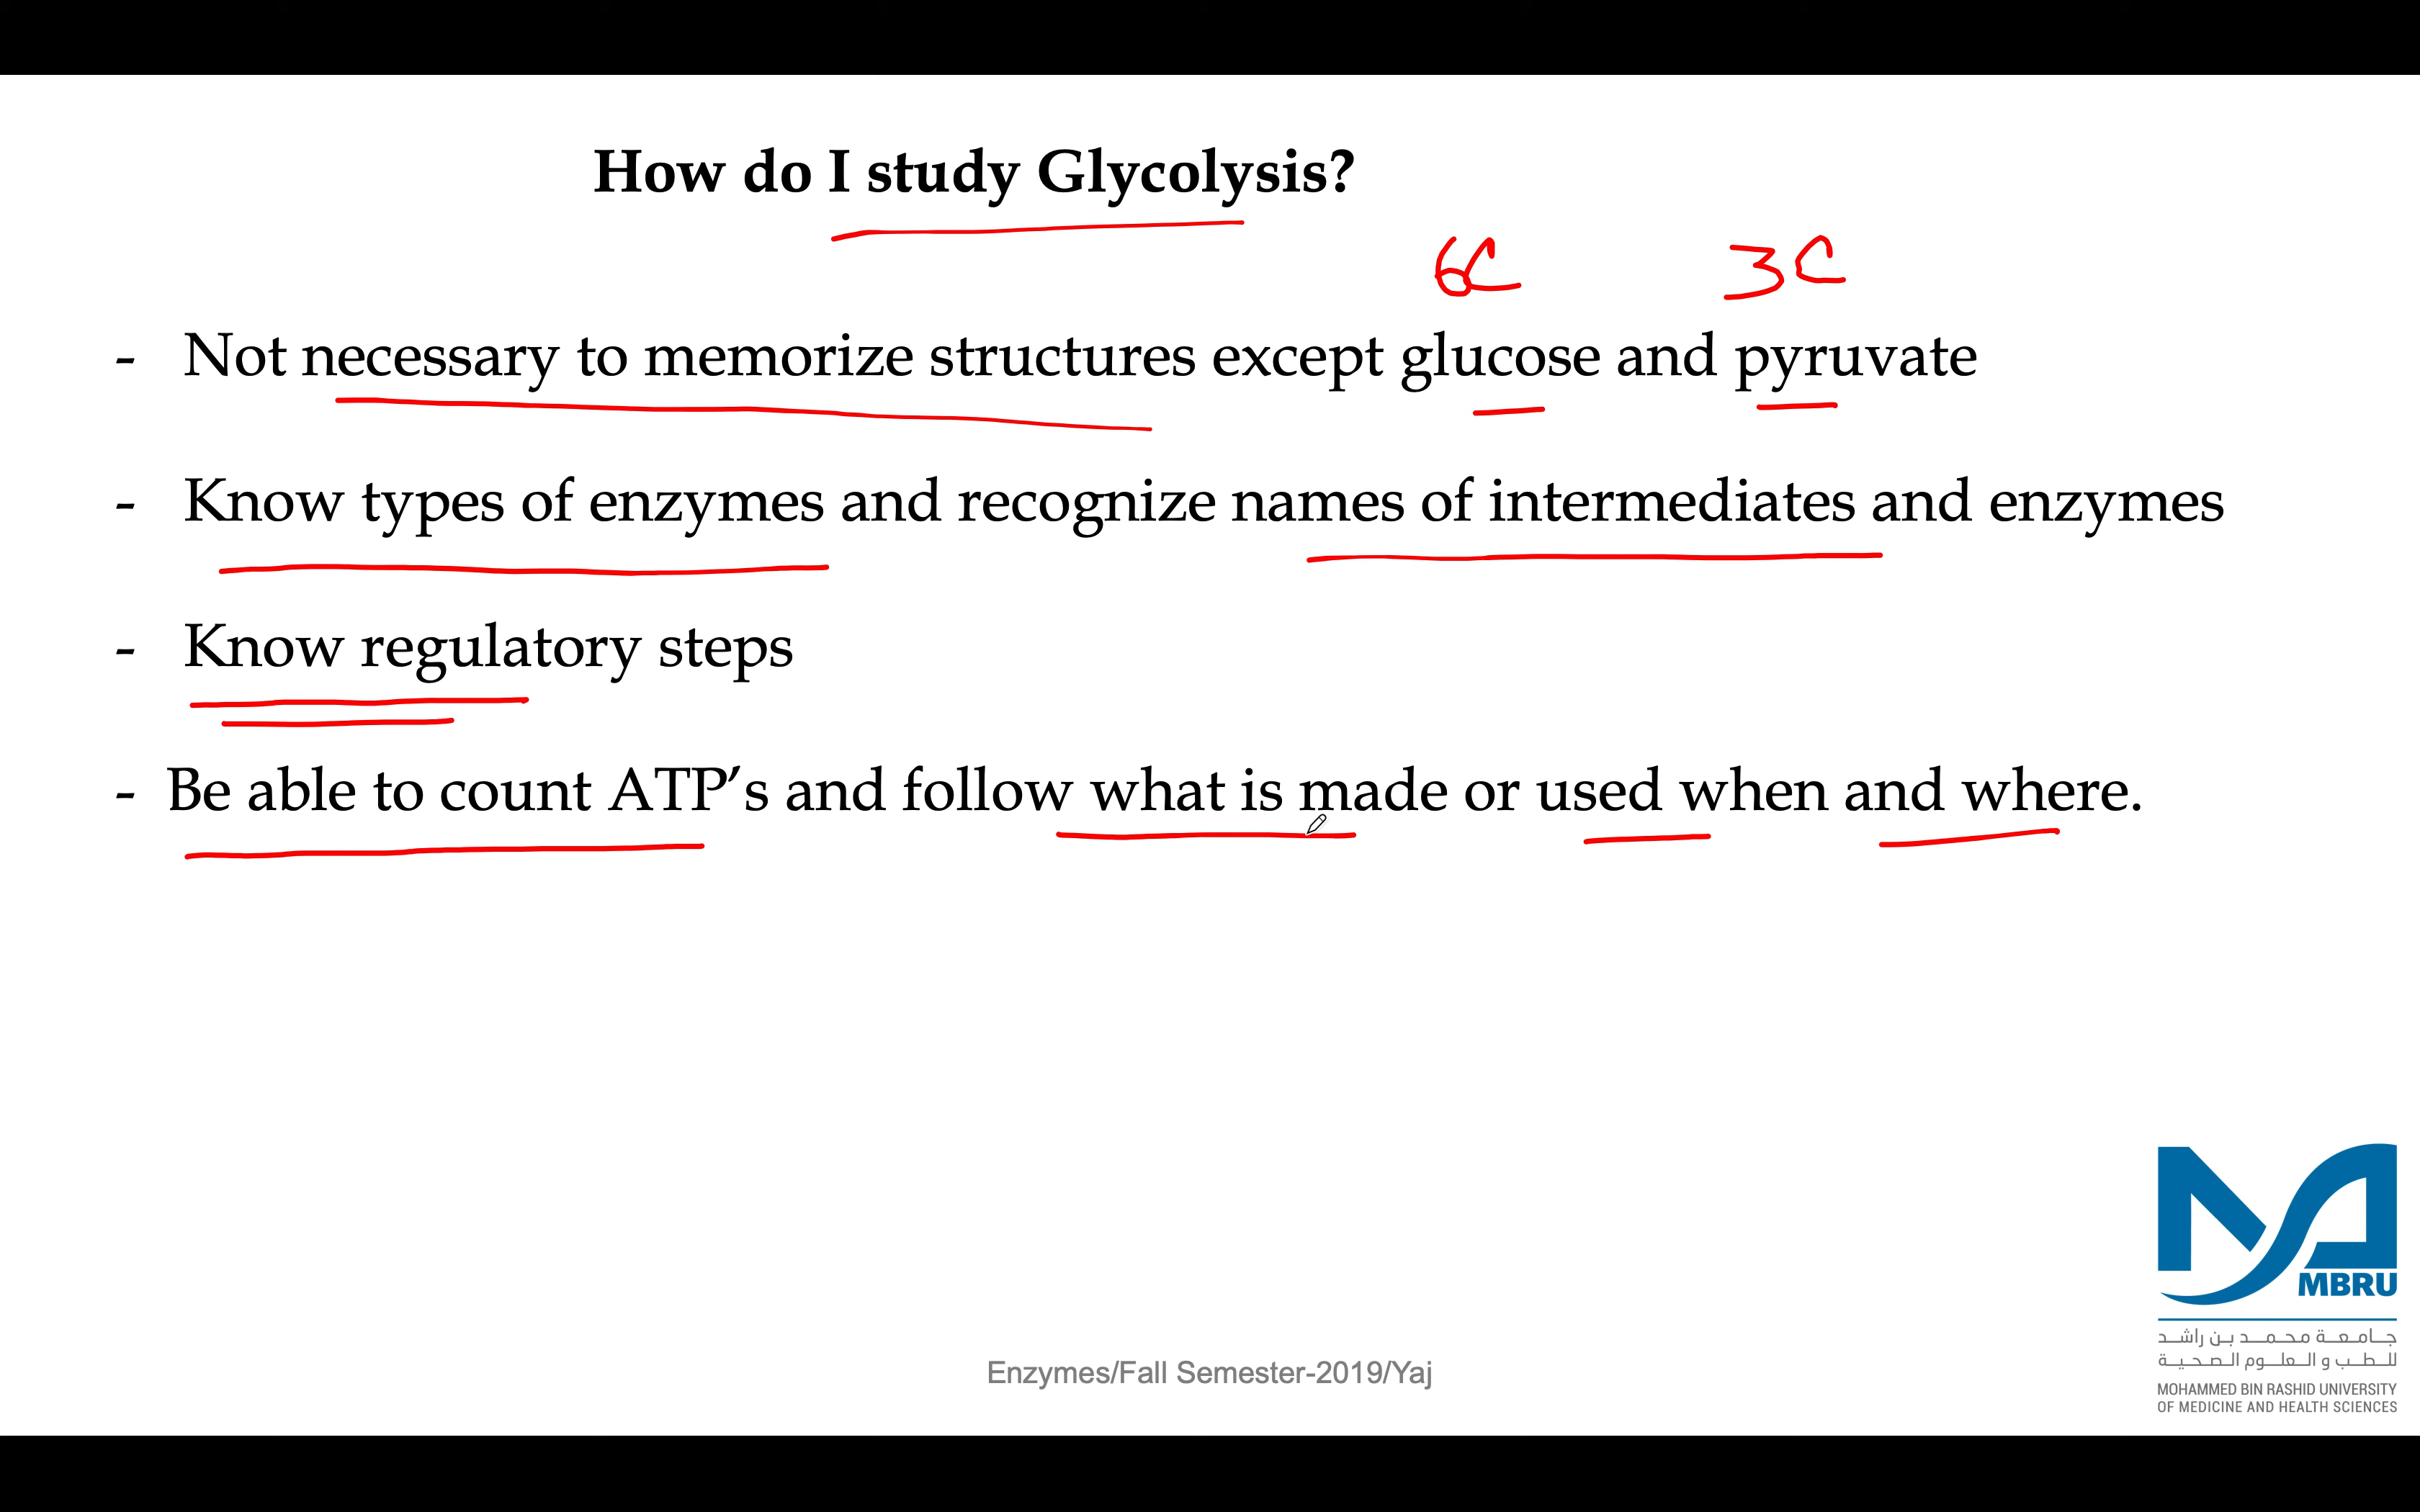 How do I study Glycolysis?
6C 3C
- Not necessary to memorize structures except glucose and pyruvate
- Know types of enzymes and recognize names of intermediates and enzymes
- Know regulatory steps
- Be able to count ATP’s and follow what is made or used when and where.
MBRU
جامعة محمد بن راشد
للطب و العلوم الصحية
MOHAMMED BIN RASHID UNIVERSITY
OF MEDICINE AND HEALTH SCIENCES
Enzymes/Fall Semester-2019/Yaj